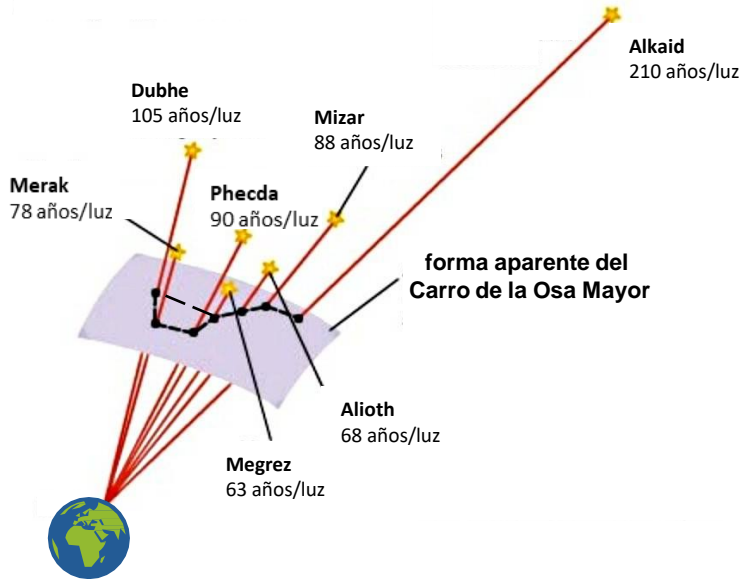 Alkaid
210 años/luz
Dubhe
105 años/luz
Mizar
88 años/luz
Merak
78 años/luz
Phecda
90 años/luz
forma aparente del
Carro de la Osa Mayor
Alioth
68 años/luz
Megrez
63 años/luz